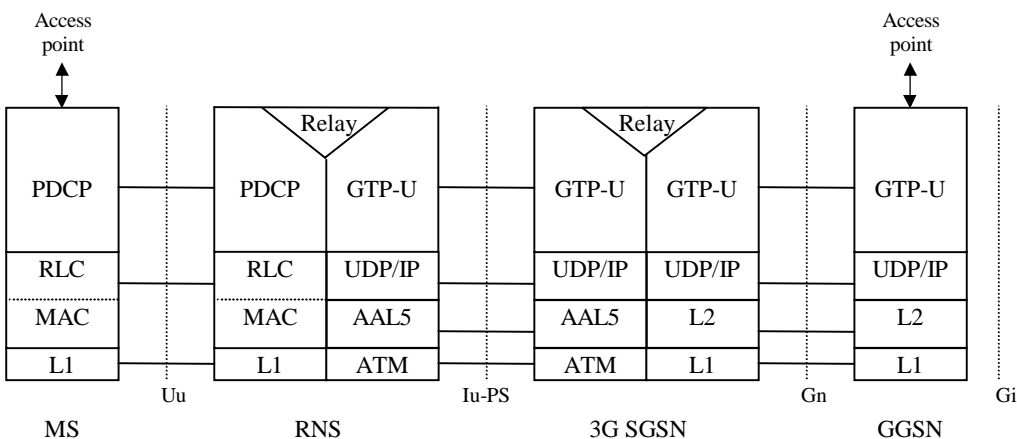 Access
point
Access
point
Relay
Relay
PDCP
PDCP
GTP-U
GTP-U
GTP-U
GTP-U
RLC
RLC
UDP/IP
UDP/IP
UDP/IP
UDP/IP
MAC
MAC
AAL5
AAL5
L2
L2
L1
L1
ATM
ATM
L1
L1
Uu
Iu-PS
Gn
Gi
MS
RNS
3G SGSN
GGSN